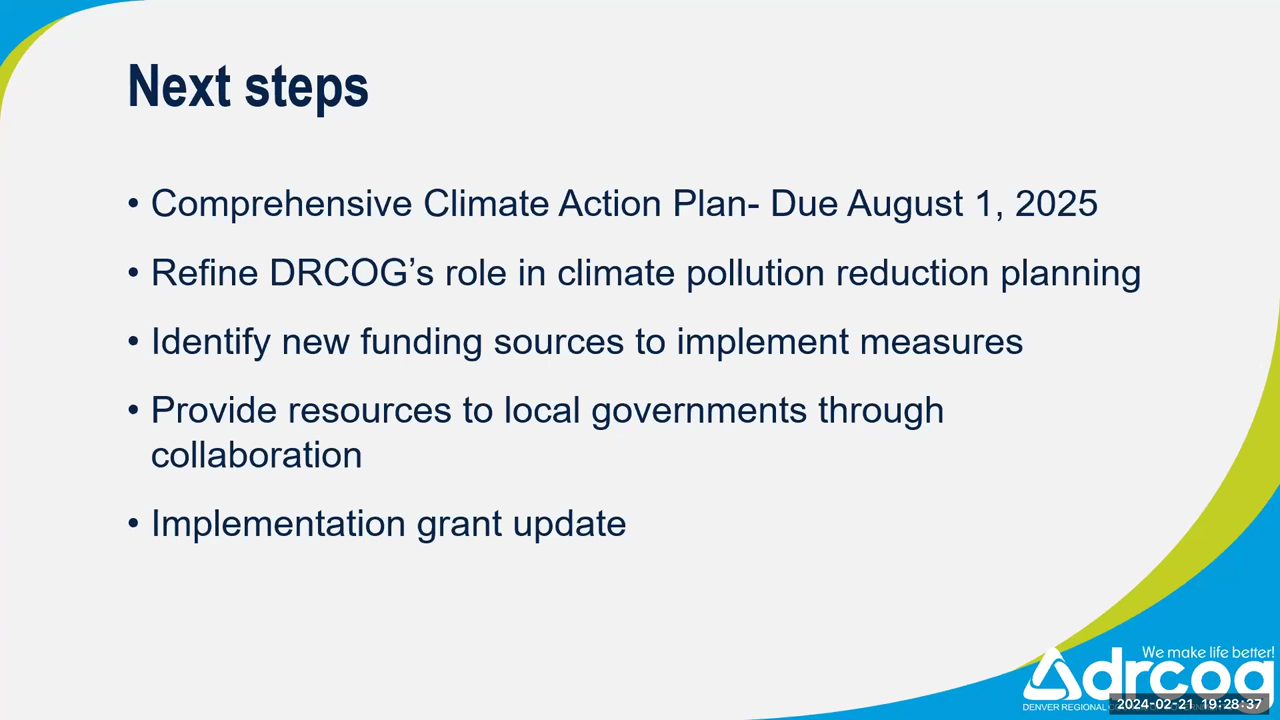 Next steps
• Comprehensive Climate Action Plan- Due August 1, 2025
• Refine DRCOG’s role in climate pollution reduction planning
• Identify new funding sources to implement measures
• Provide resources to local governments through
collaboration
• Implementation grant update
We make life better!
drcog
DENVER REGIONAL
2024-02-21 19:28:37